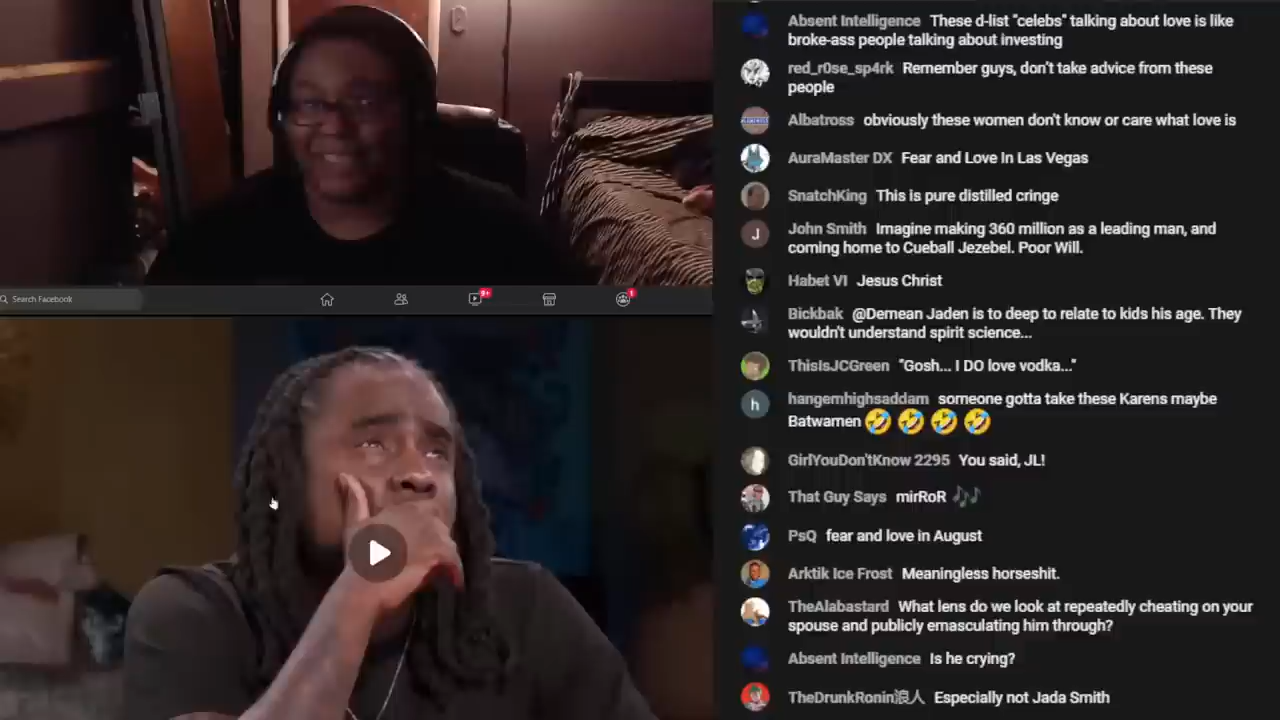 Search Facebook
9+
1
Absent Intelligence These d-list "celebs" talking about love is like
broke-ass people talking about investing
red_r0se_sp4rk Remember guys, don't take advice from these
people
Albatross obviously these women don't know or care what love is
AuraMaster DX Fear and Love In Las Vegas
SnatchKing This is pure distilled cringe
J John Smith Imagine making 360 million as a leading man, and
coming home to Cueball Jezebel. Poor Will.
Habet VI Jesus Christ
Bickbak @Demean Jaden is to deep to relate to kids his age. They
wouldn't understand spirit science...
ThisIsJCGreen "Gosh... I DO love vodka..."
h hangemhighsaddam someone gotta take these Karens maybe
Batwamen 🤣 🤣 🤣 🤣
GirlYouDon'tKnow 2295 You said, JL!
That Guy Says mirRoR 🎶
PsQ fear and love in August
Arktik Ice Frost Meaningless horseshit.
TheAlabastard What lens do we look at repeatedly cheating on your
spouse and publicly emasculating him through?
Absent Intelligence Is he crying?
TheDrunkRonin浪人 Especially not Jada Smith